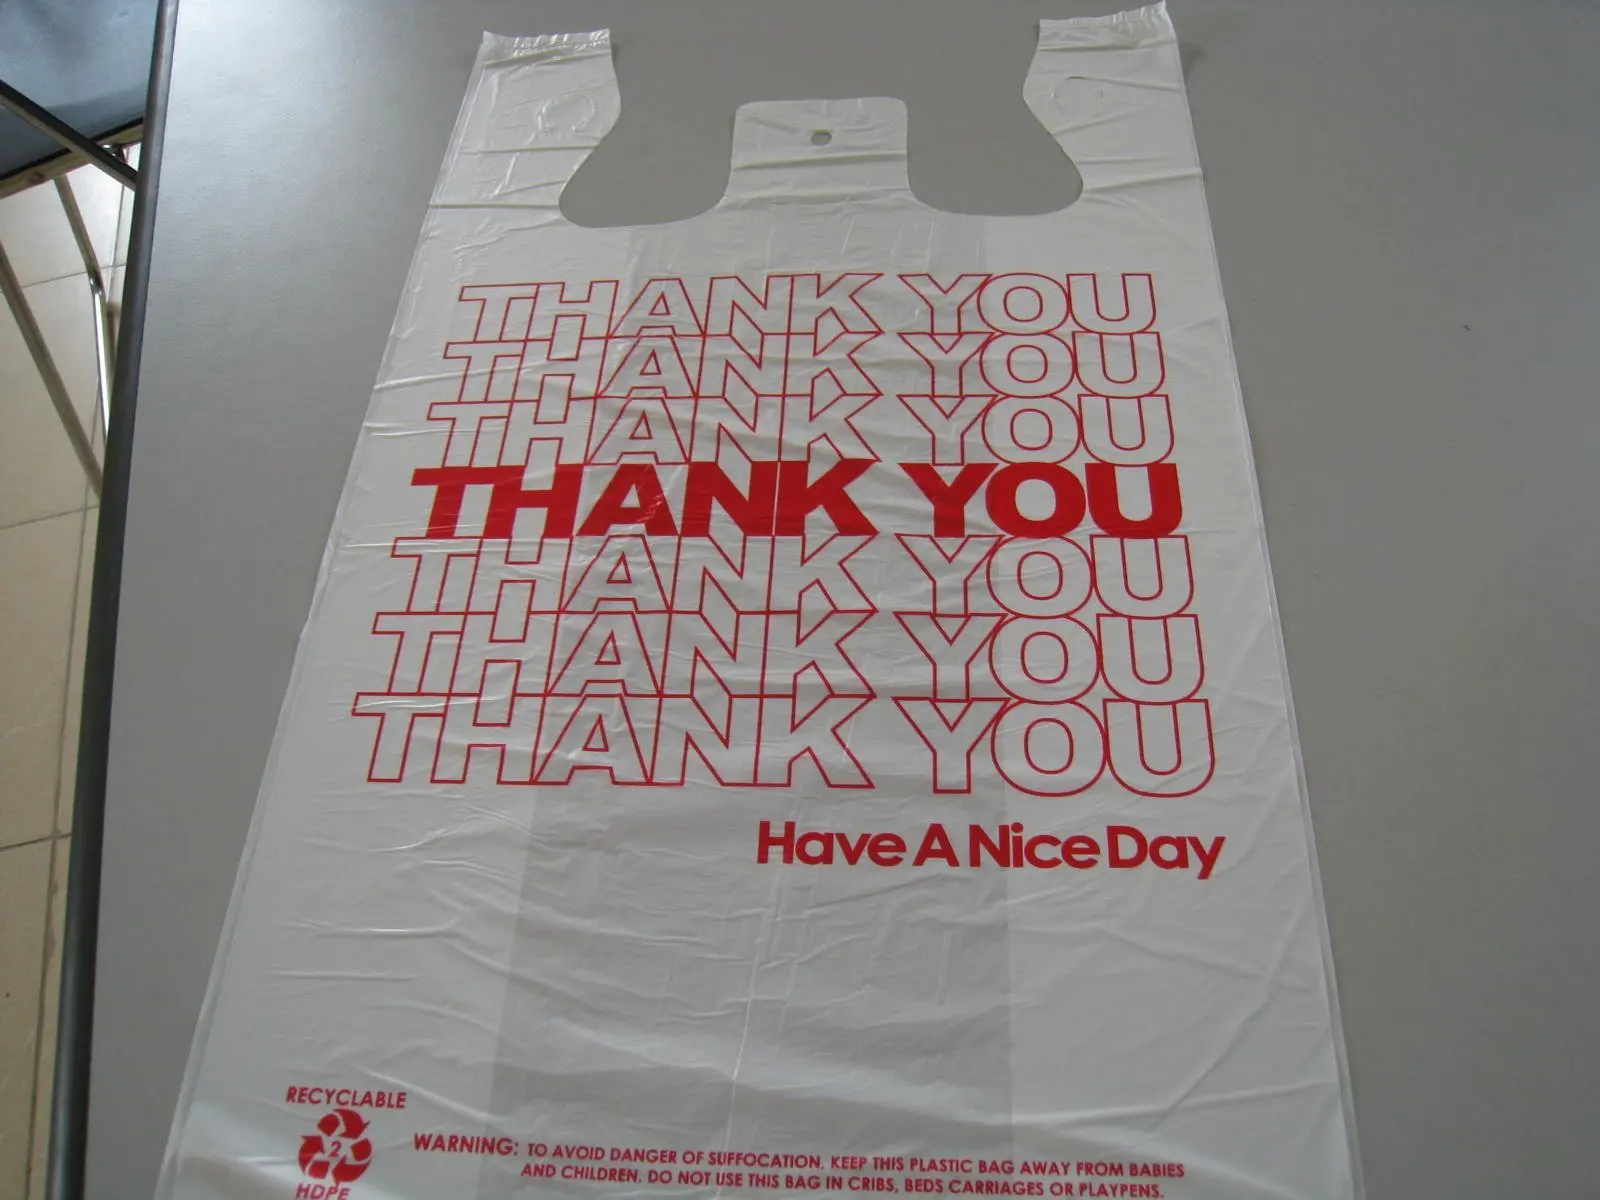 THANK YOU
THANK YOU
THANK YOU
THANK YOU
THANK YOU
THANK YOU
THANK YOU
Have A Nice Day
RECYCLABLE
2
HDPE
WARNING: TO AVOID DANGER OF SUFFOCATION, KEEP THIS PLASTIC BAG AWAY FROM BABIES
AND CHILDREN. DO NOT USE THIS BAG IN CRIBS, BEDS CARRIAGES OR PLAYPENS.